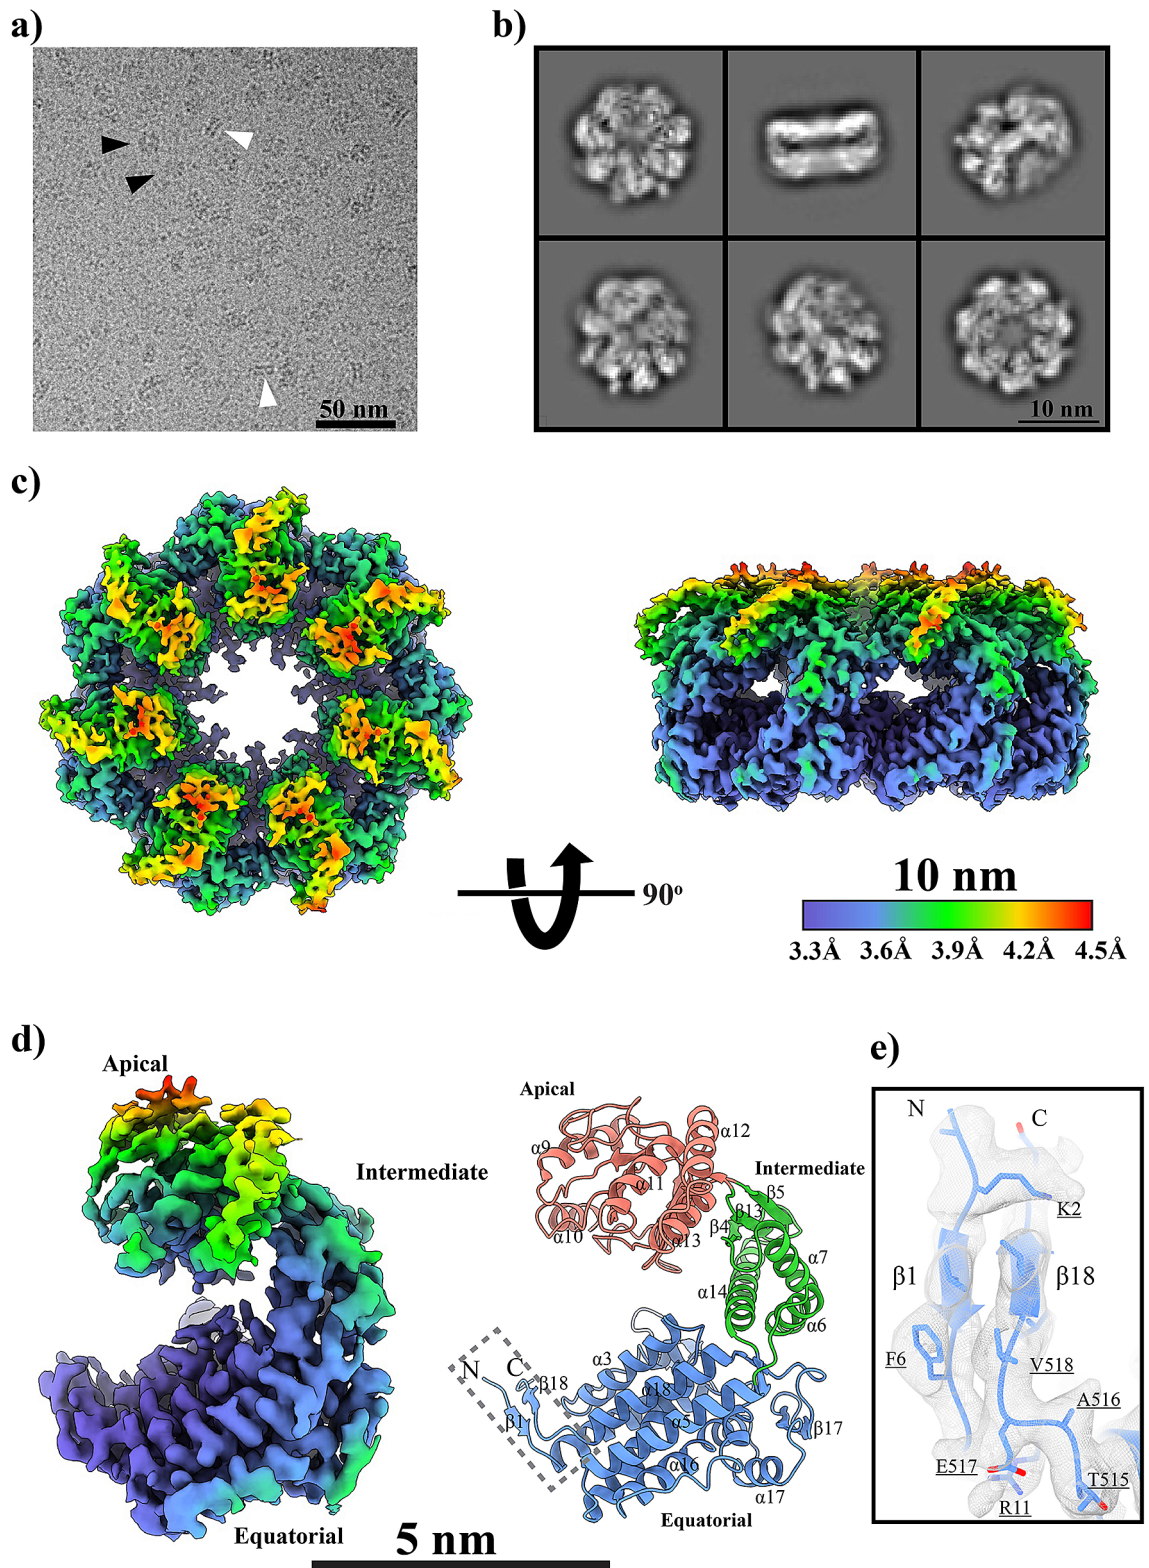 a)
b)
50 nm
10 nm
c)
90º
10 nm
3.3Å 3.6Å 3.9Å 4.2Å 4.5Å
d)
e)
Apical
Intermediate
Equatorial
5 nm
Apical
α12
α9
α11
Intermediate
β5
β13
β4
α10
α13
α7
α14
α6
N
C
α3
β18
α18
β1
α5
β17
α16
α17
Equatorial
N
C
K2
β1
β18
F6
V518
A516
E517
T515
R11